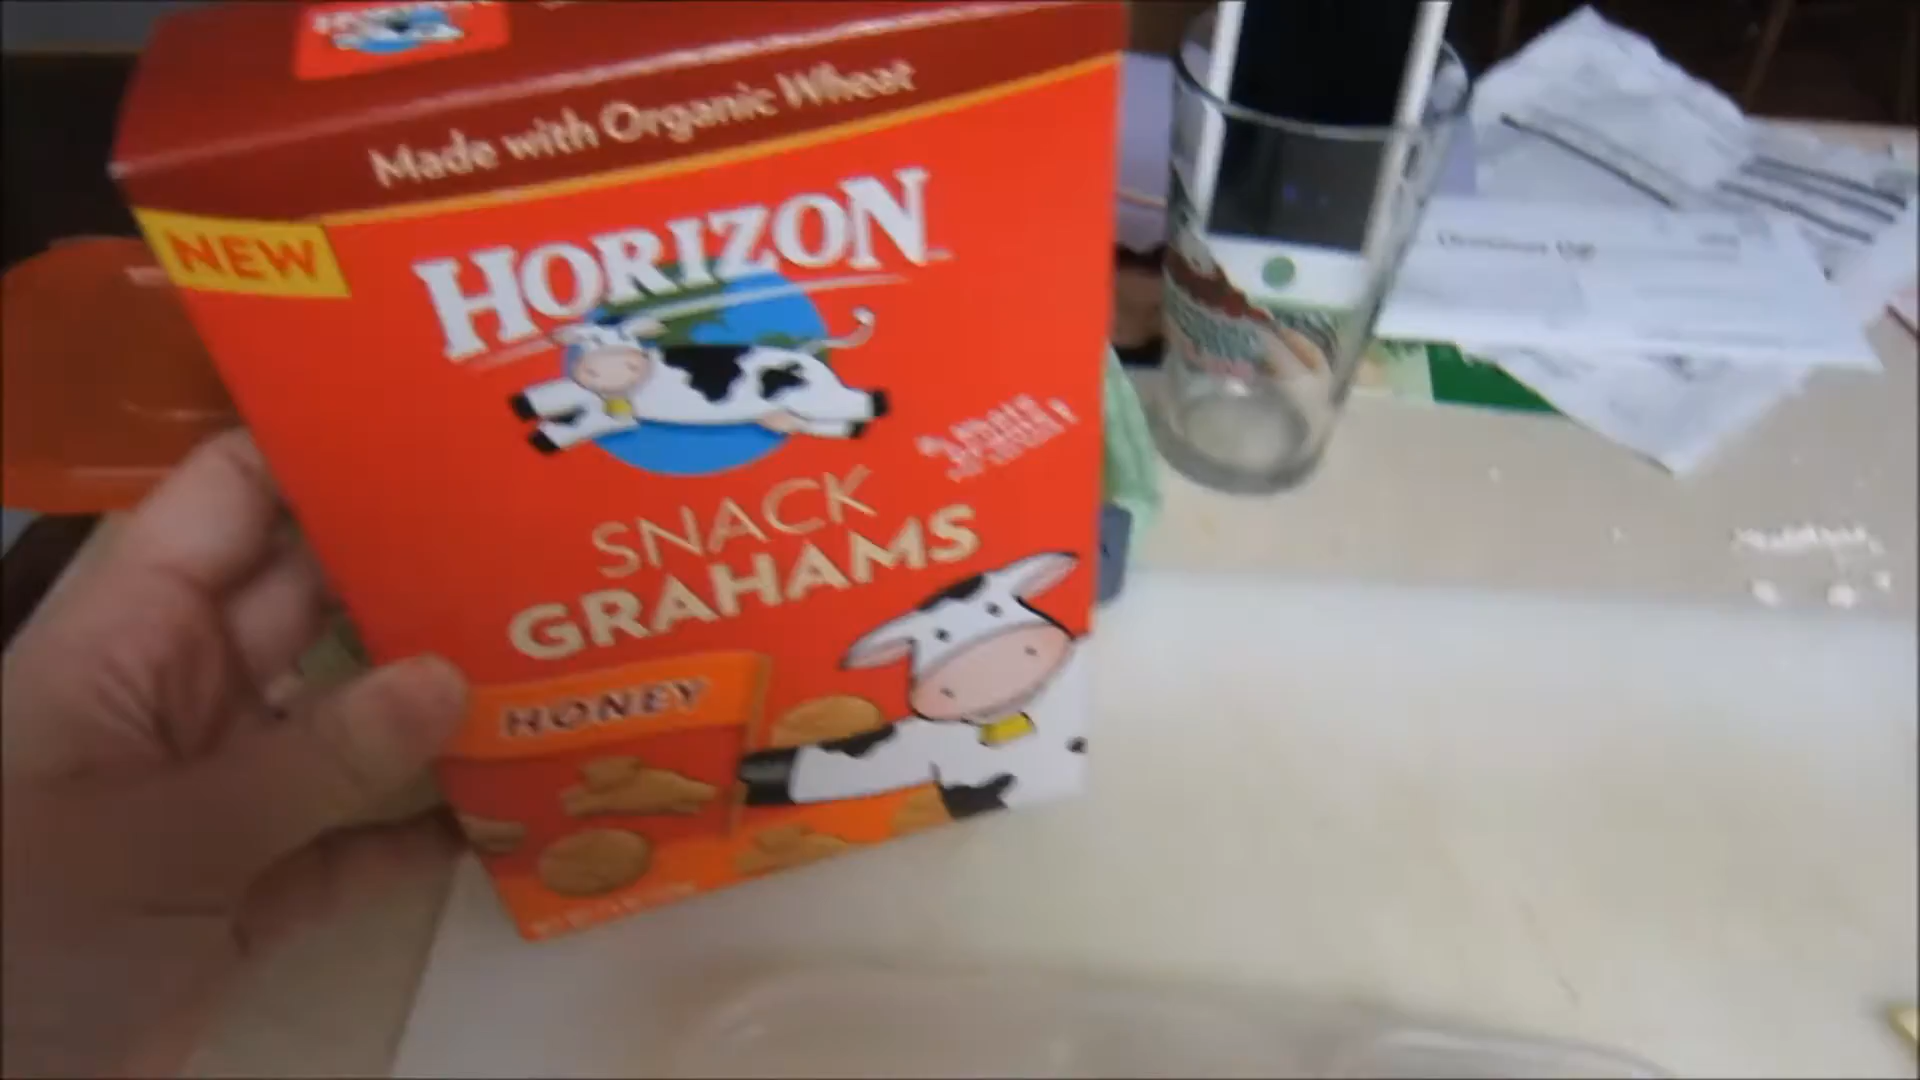 Made with Organic Wheat
NEW
HORIZON
SNACK
GRAHAMS
HONEY